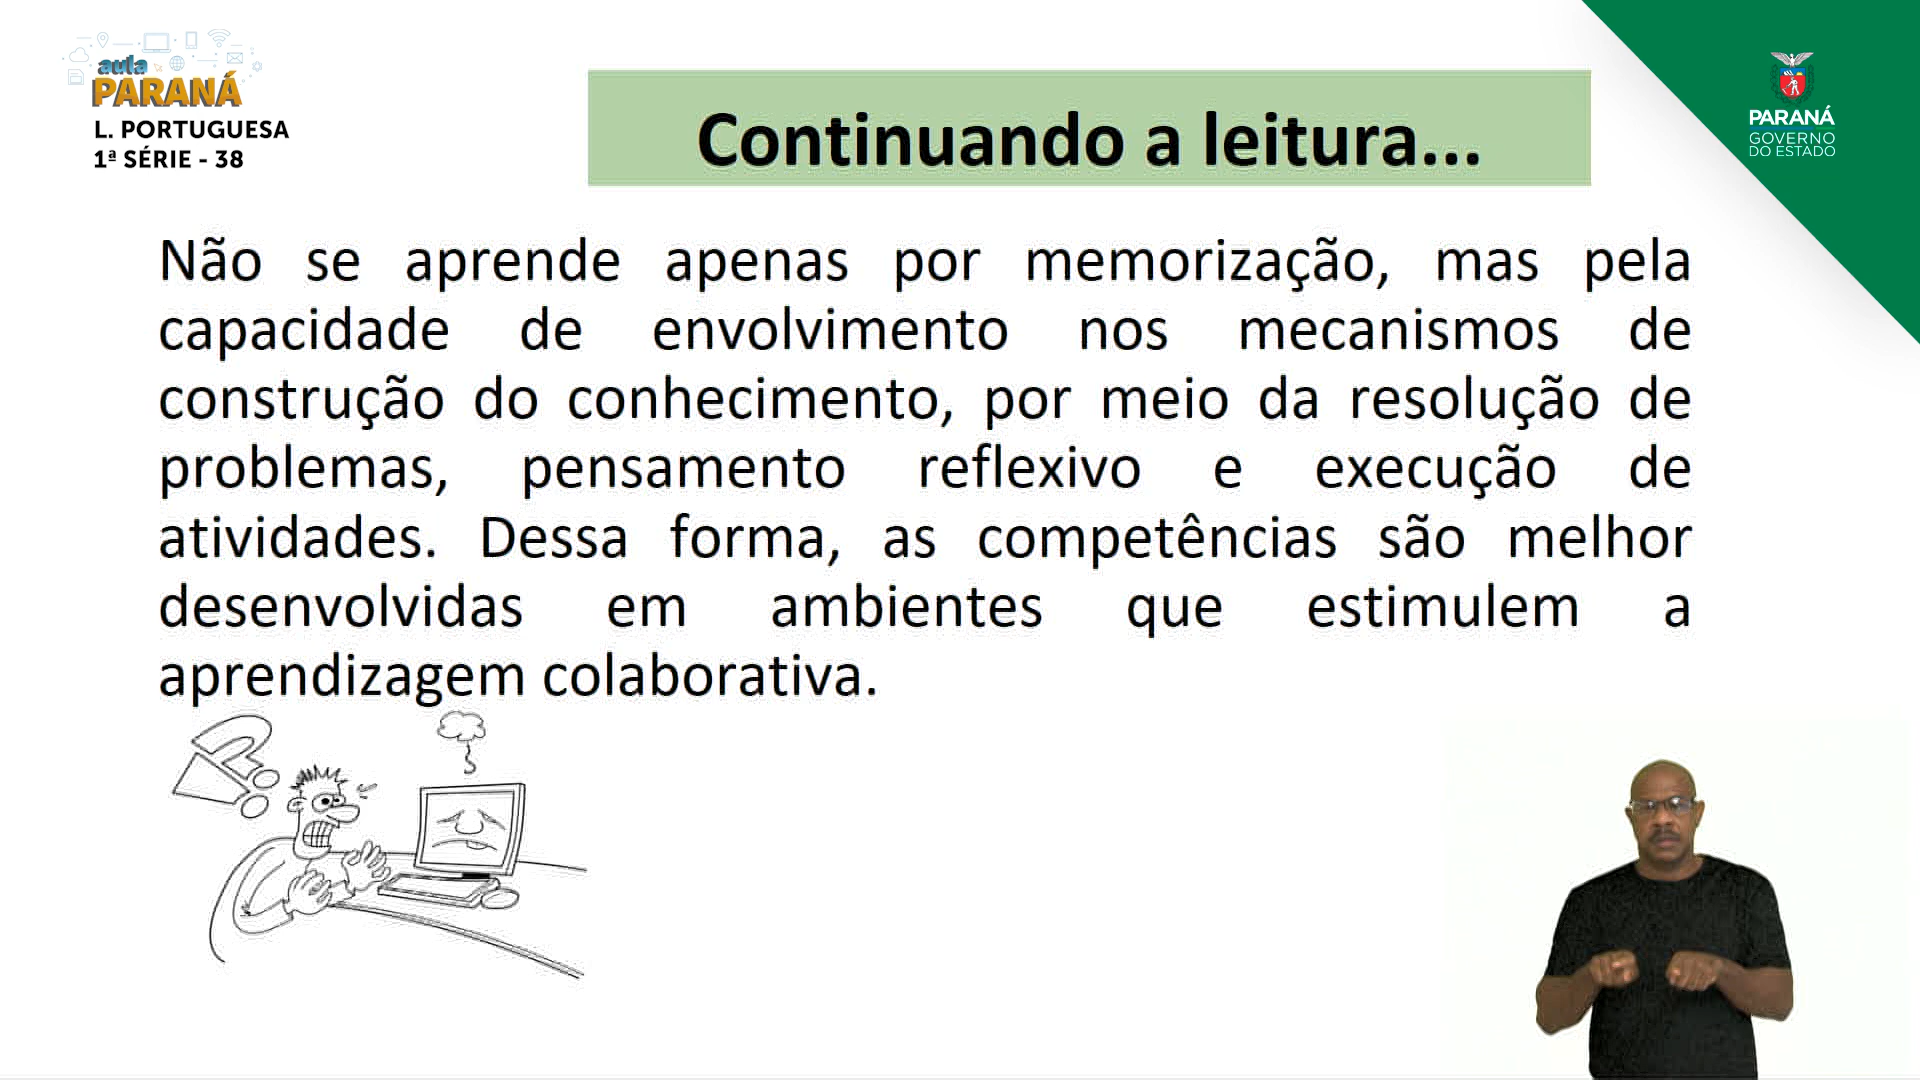 aula
PARANÁ
L. PORTUGUESA
1ª SÉRIE - 38
Continuando a leitura...
PARANÁ
GOVERNO
DO ESTADO
Não se aprende apenas por memorização, mas pela
capacidade de envolvimento nos mecanismos de
construção do conhecimento, por meio da resolução de
problemas, pensamento reflexivo e execução de
atividades. Dessa forma, as competências são melhor
desenvolvidas em ambientes que estimulem a
aprendizagem colaborativa.
!?